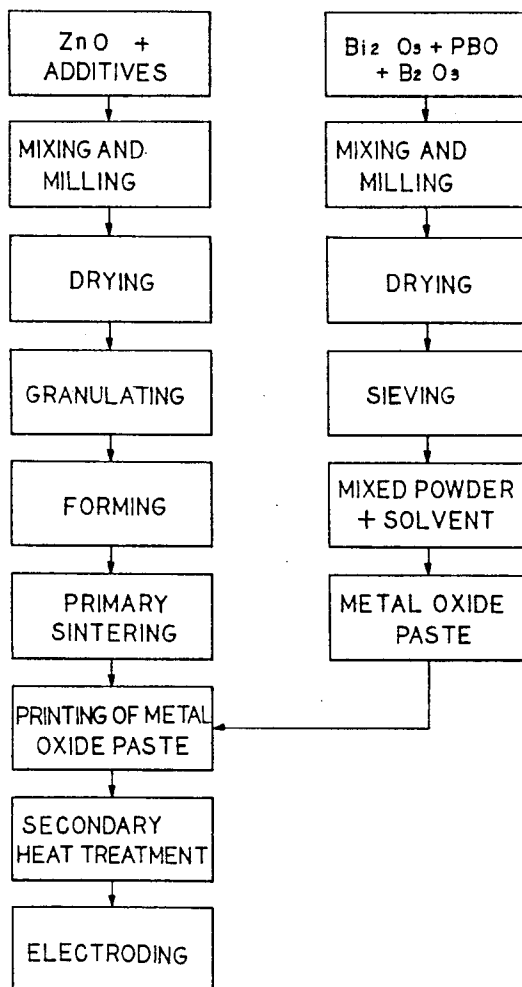 ZnO +
ADDITIVES
MIXING AND
MILLING
DRYING
GRANULATING
FORMING
PRIMARY
SINTERING
PRINTING OF METAL
OXIDE PASTE
SECONDARY
HEAT TREATMENT
ELECTRODING
Bi2 O3 + PBO
+ B2 O3
MIXING AND
MILLING
DRYING
SIEVING
MIXED POWDER
+ SOLVENT
METAL OXIDE
PASTE